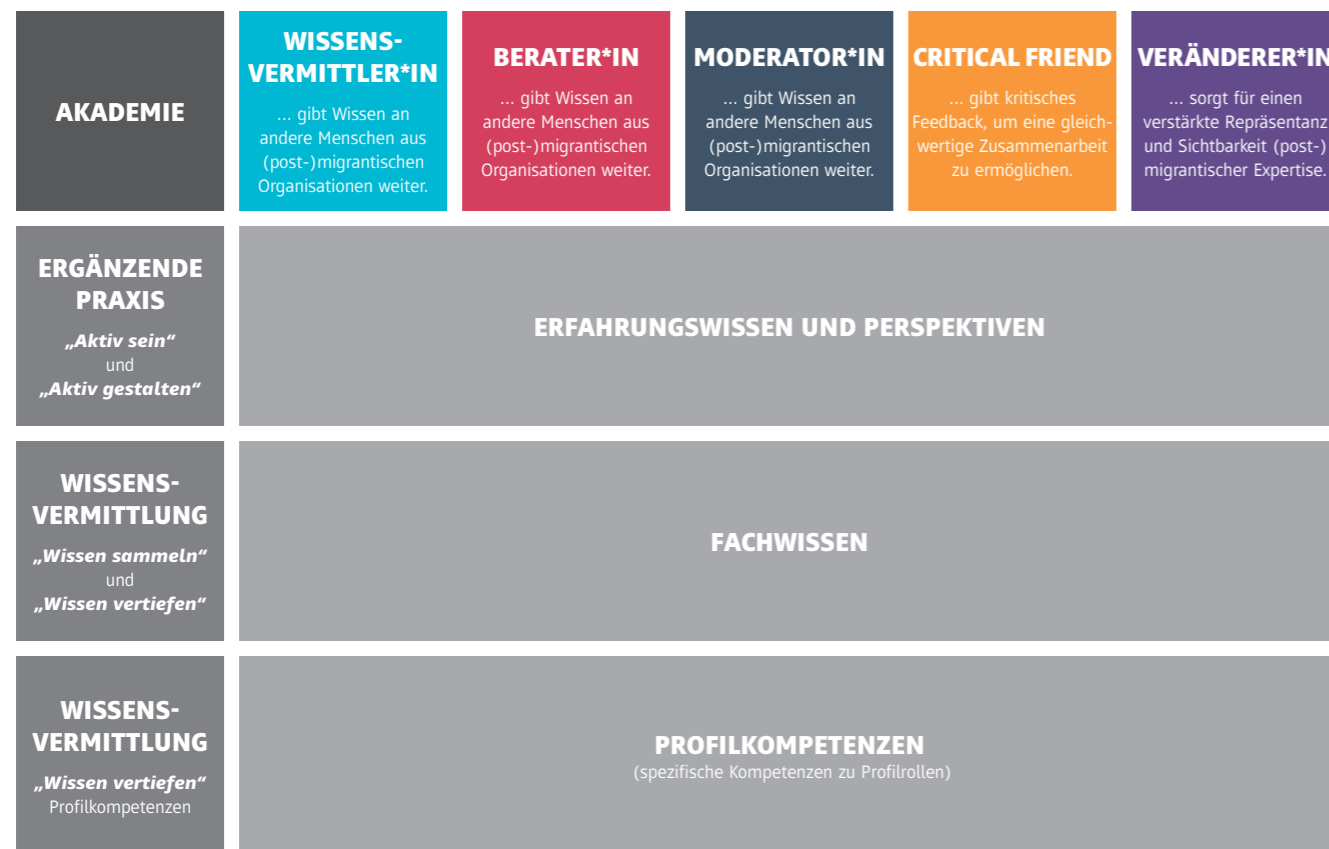 AKADEMIE
WISSENS-
VERMITTLER*IN
... gibt Wissen an
andere Menschen aus
(post-)migrantischen
Organisationen weiter.
BERATER*IN
... gibt Wissen an
andere Menschen aus
(post-)migrantischen
Organisationen weiter.
MODERATOR*IN
... gibt Wissen an
andere Menschen aus
(post-)migrantischen
Organisationen weiter.
CRITICAL FRIEND
... gibt kritisches
Feedback, um eine gleich-
wertige Zusammenarbeit
zu ermöglichen.
VERÄNDERER*IN
... sorgt für einen
verstärkte Repräsentanz
und Sichtbarkeit (post-)
migrantischer Expertise.
ERGÄNZENDE
PRAXIS
„Aktiv sein“
und
„Aktiv gestalten“
ERFAHRUNGSWISSEN UND PERSPEKTIVEN
WISSENS-
VERMITTLUNG
„Wissen sammeln“
und
„Wissen vertiefen“
FACHWISSEN
WISSENS-
VERMITTLUNG
„Wissen vertiefen“
Profilkompetenzen
PROFILKOMPETENZEN
(spezifische Kompetenzen zu Profilrollen)